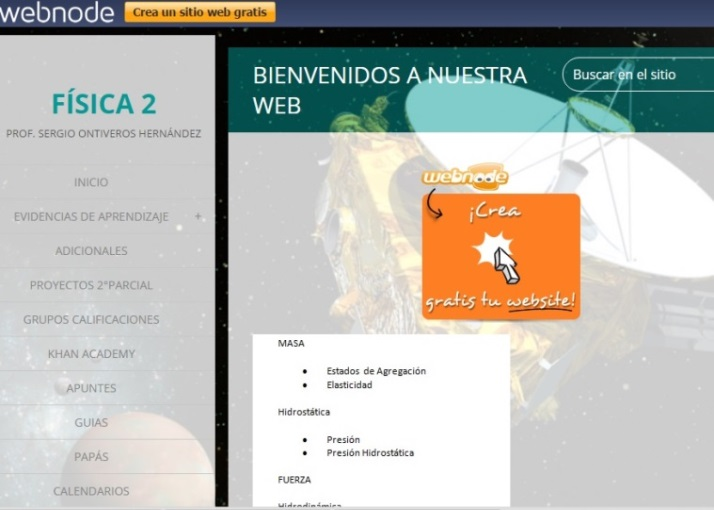 webnode Crea un sitio web gratis
FÍSICA 2
PROF. SERGIO ONTIVEROS HERNÁNDEZ
INICIO
EVIDENCIAS DE APRENDIZAJE +
ADICIONALES
PROYECTOS 2°PARCIAL
GRUPOS CALIFICACIONES
KHAN ACADEMY
APUNTES
GUIAS
PAPÁS
CALENDARIOS
BIENVENIDOS A NUESTRA
WEB
Buscar en el sitio
webnode
¡Crea
gratis tu website!
MASA
• Estados de Agregación
• Elasticidad
Hidrostática
• Presión
• Presión Hidrostática
FUERZA
Hidrodinámica